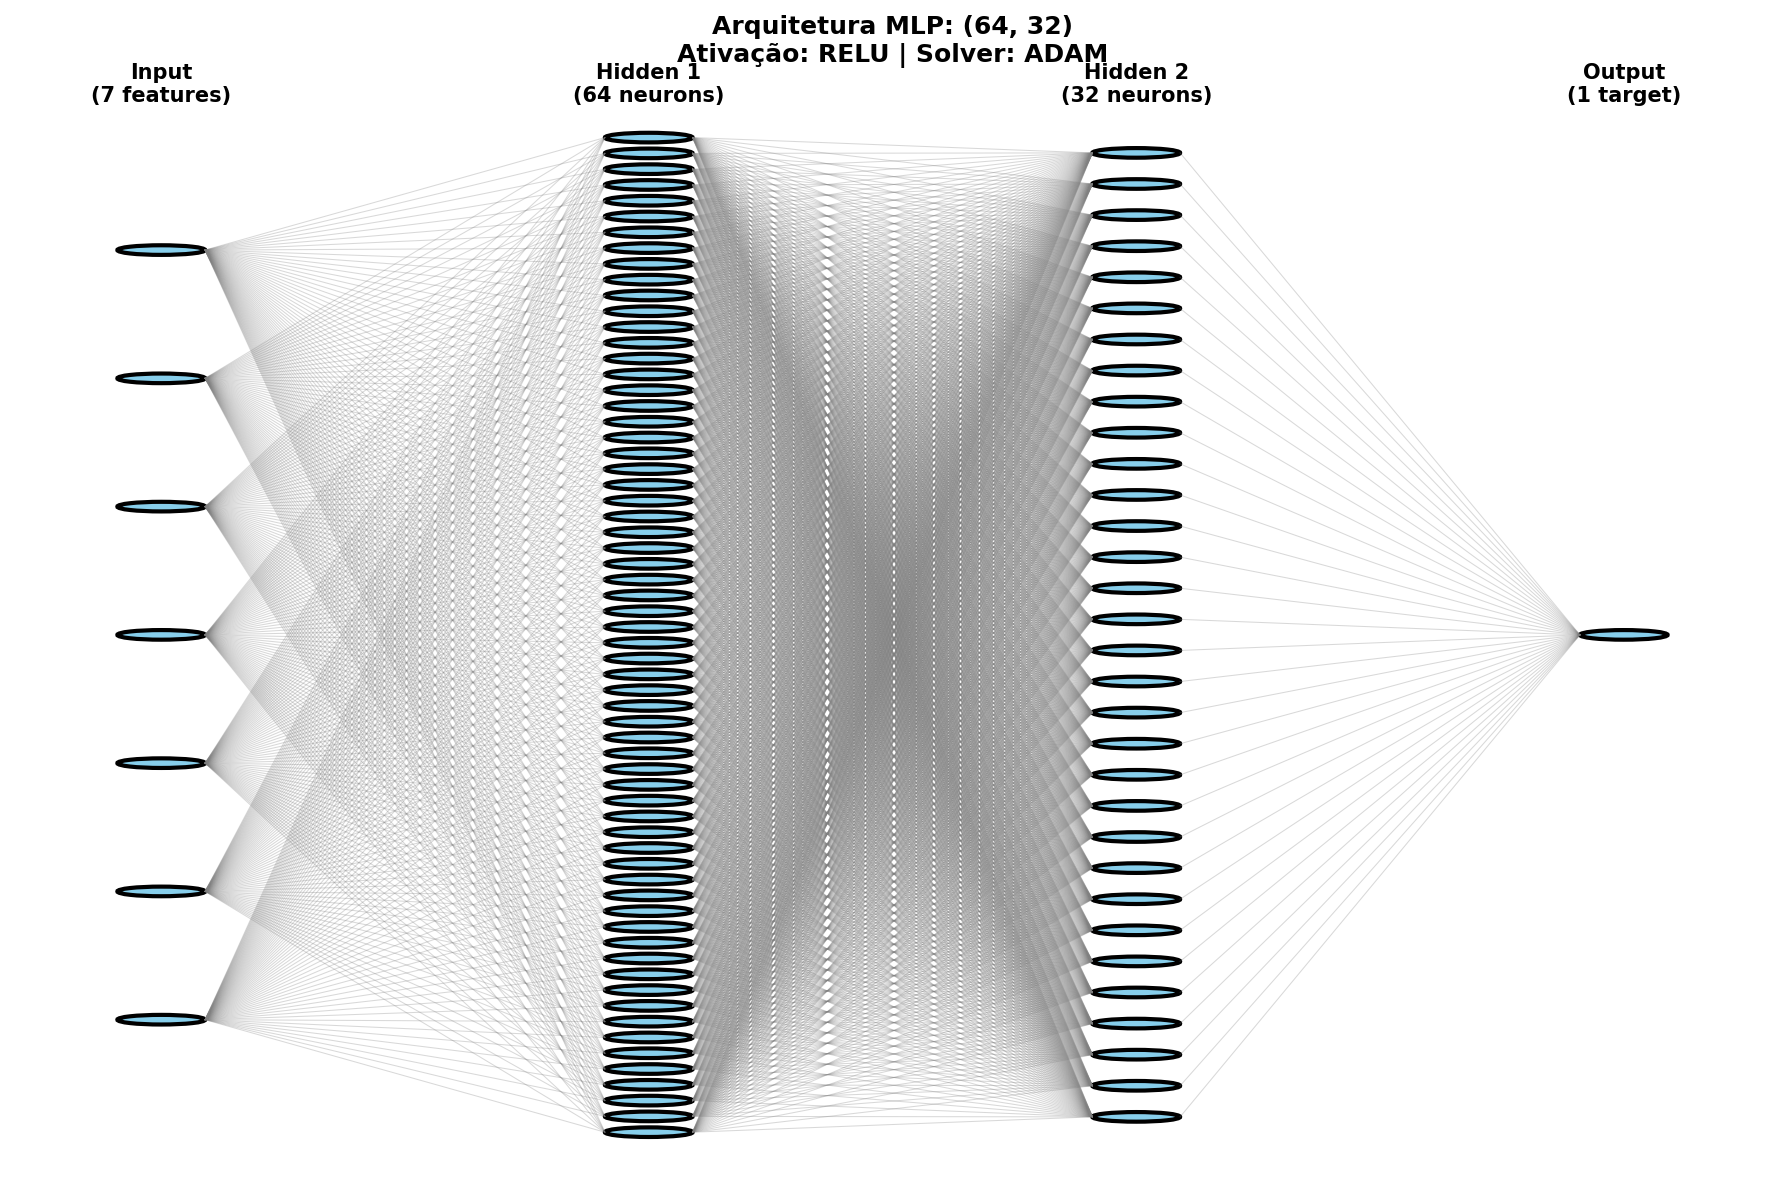 Arquitetura MLP: (64, 32)
Ativação: RELU | Solver: ADAM
Input
(7 features)
Hidden 1
(64 neurons)
Hidden 2
(32 neurons)
Output
(1 target)